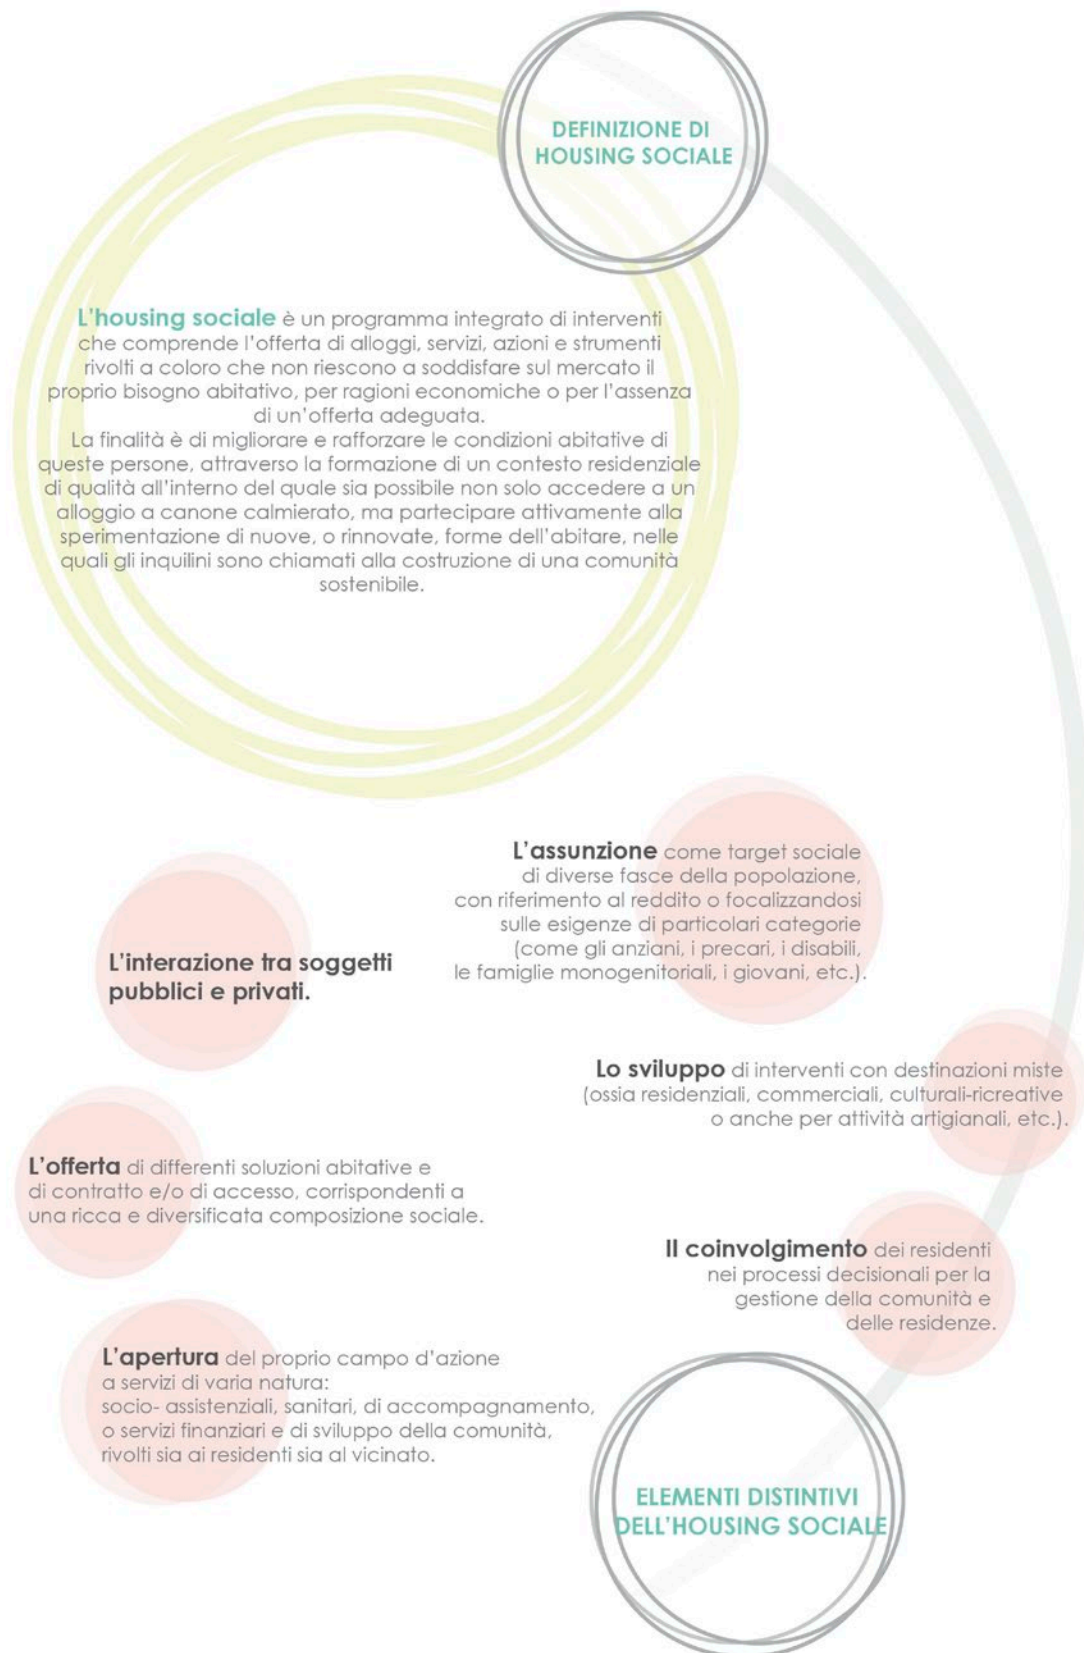 DEFINIZIONE DI
HOUSING SOCIALE
L'housing sociale è un programma integrato di interventi
che comprende l'offerta di alloggi, servizi, azioni e strumenti
rivolti a coloro che non riescono a soddisfare sul mercato il
proprio bisogno abitativo, per ragioni economiche o per l'assenza
di un'offerta adeguata.
La finalità è di migliorare e rafforzare le condizioni abitative di
queste persone, attraverso la formazione di un contesto residenziale
di qualità all'interno del quale sia possibile non solo accedere a un
alloggio a canone calmierato, ma partecipare attivamente alla
sperimentazione di nuove, o rinnovate, forme dell'abitare, nelle
quali gli inquilini sono chiamati alla costruzione di una comunità
sostenibile.
L'assunzione come target sociale
di diverse fasce della popolazione,
con riferimento al reddito o focalizzandosi
sulle esigenze di particolari categorie
(come gli anziani, i precari, i disabili,
le famiglie monogenitoriali, i giovani, etc.).
L'interazione tra soggetti
pubblici e privati.
Lo sviluppo di interventi con destinazioni miste
(ossia residenziali, commerciali, culturali-ricreative
o anche per attività artigianali, etc.).
L'offerta di differenti soluzioni abitative e
di contratto e/o di accesso, corrispondenti a
una ricca e diversificata composizione sociale.
Il coinvolgimento dei residenti
nei processi decisionali per la
gestione della comunità e
delle residenze.
L'apertura del proprio campo d'azione
a servizi di varia natura:
socio- assistenziali, sanitari, di accompagnamento,
o servizi finanziari e di sviluppo della comunità,
rivolti sia ai residenti sia al vicinato.
ELEMENTI DISTINTIVI
DELL'HOUSING SOCIALE